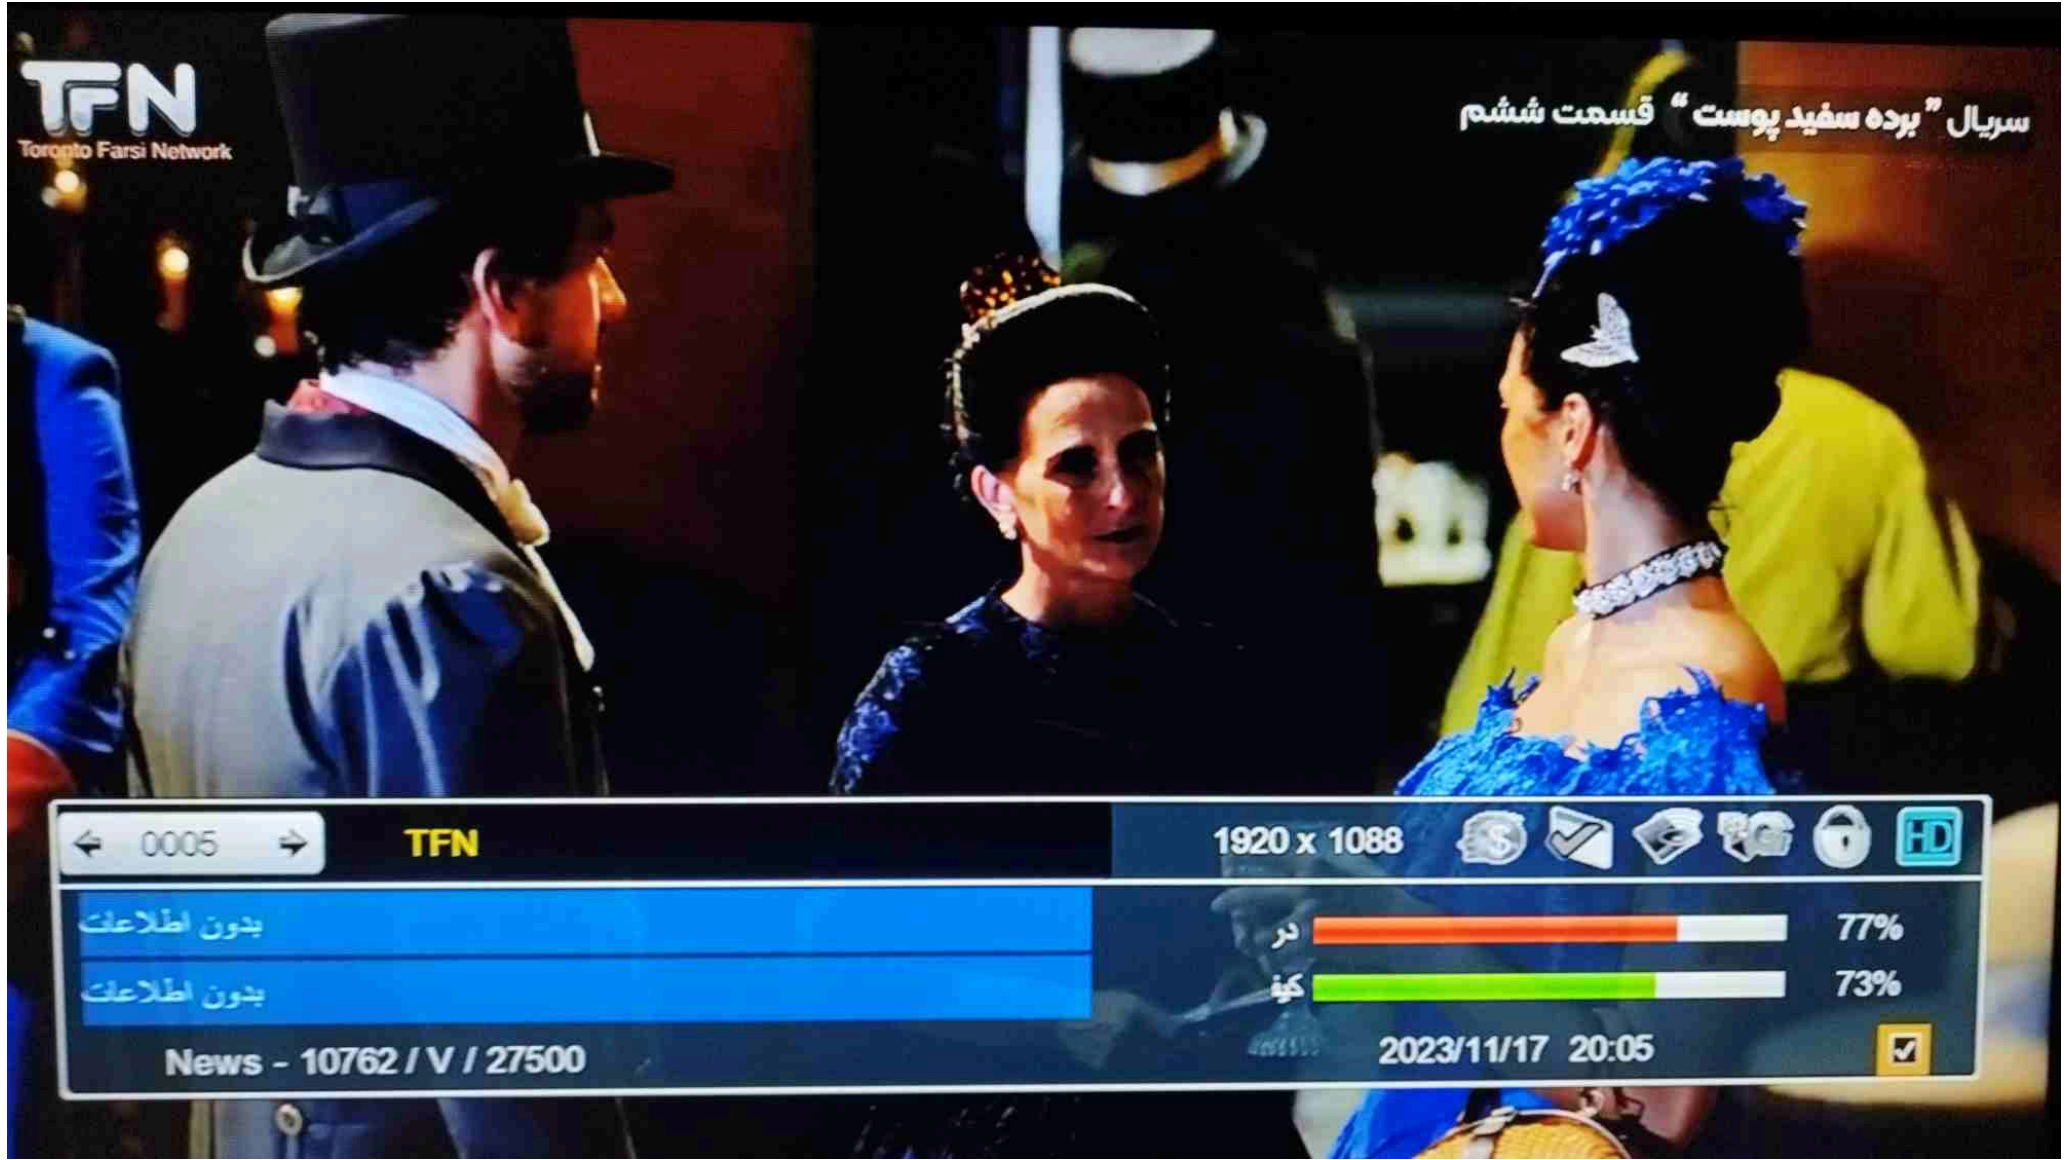 TFN
Toronto Farsi Network
سریال ”برده سفید پوست“ قسمت ششم
0005
TFN
1920 x 1088
HD
بدون اطلاعات
در
77%
بدون اطلاعات
کیف
73%
News - 10762 / V / 27500
2023/11/17 20:05